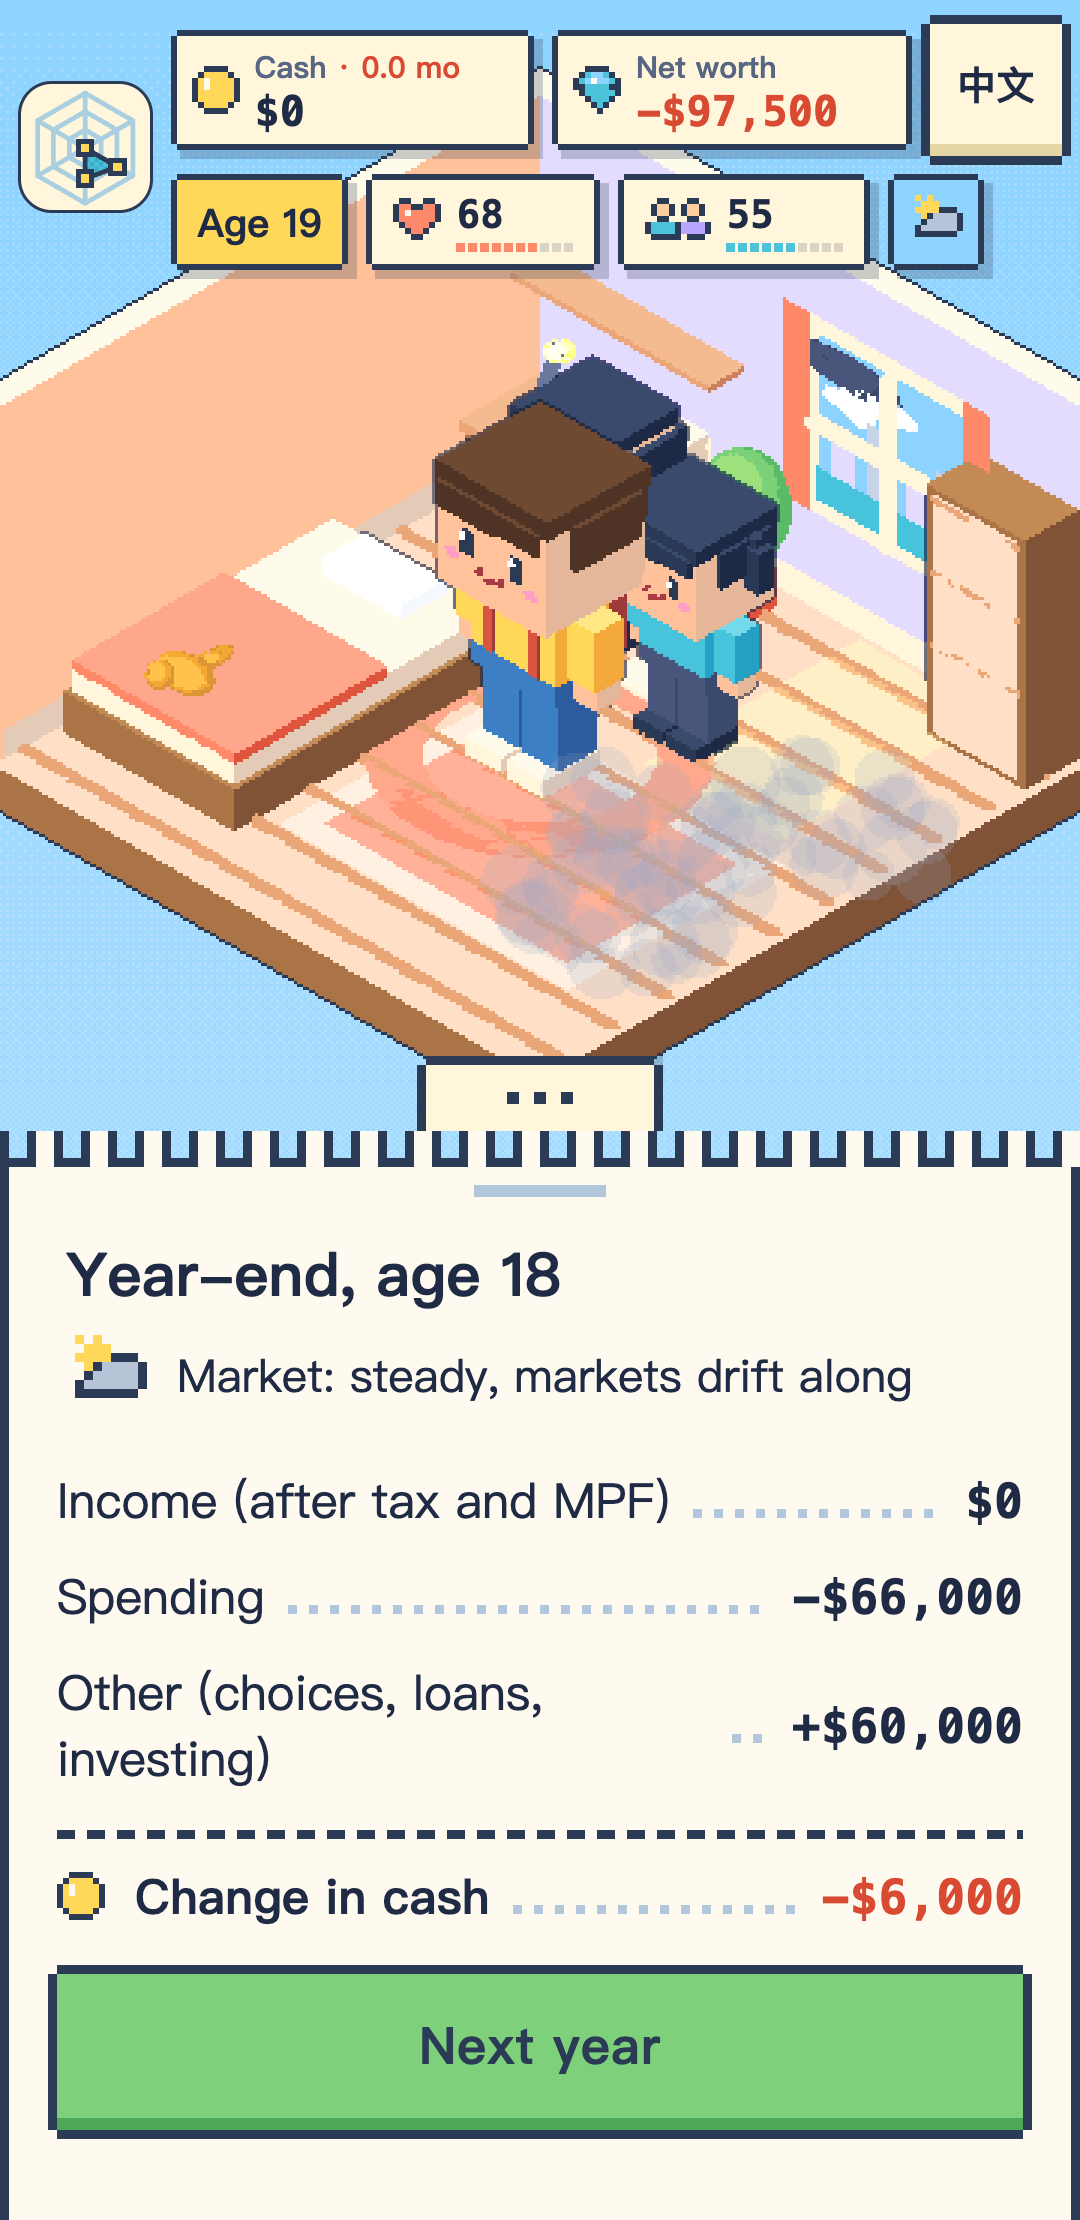 Cash · 0.0 mo
$0
Net worth
-$97,500
中文
Age 19
68
55
Year-end, age 18
Market: steady, markets drift along
Income (after tax and MPF) $0
Spending -$66,000
Other (choices, loans,
investing) +$60,000
Change in cash -$6,000
Next year